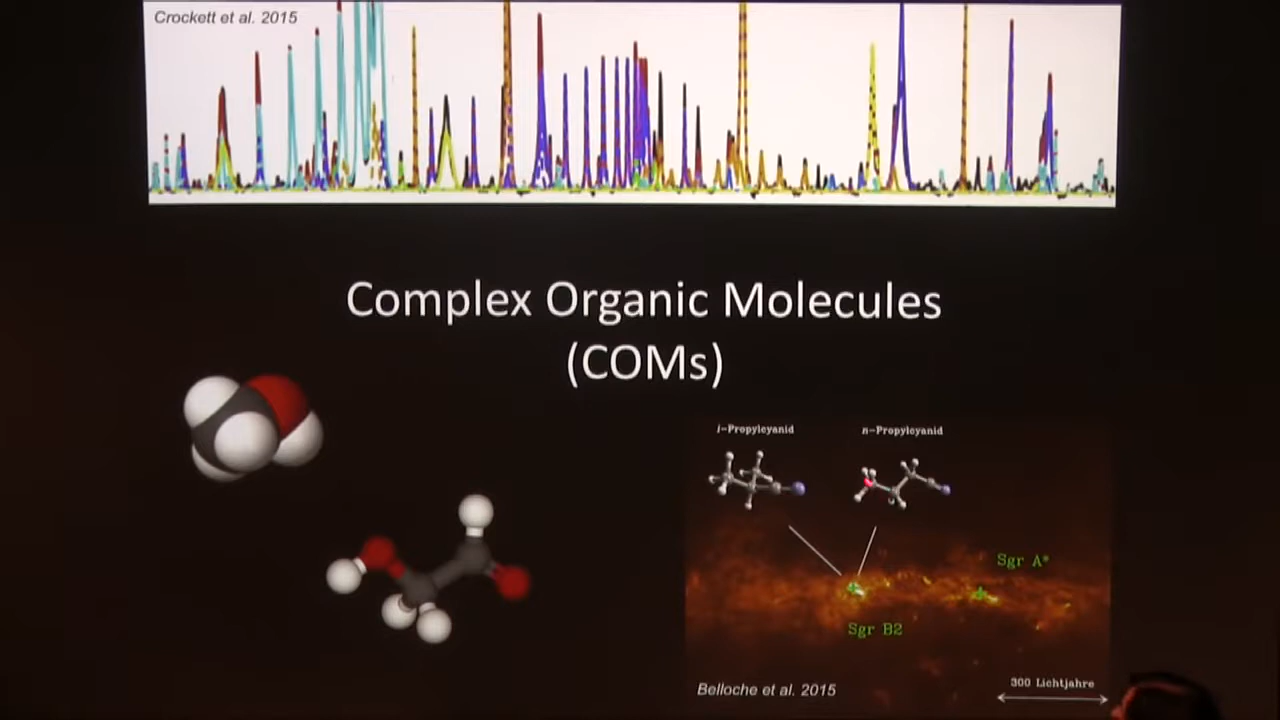 Crockett et al. 2015
Complex Organic Molecules
(COMs)
i-Propylcyanid
n-Propylcyanid
Sgr A*
Sgr B2
300 Lichtjahre
Belloche et al. 2015